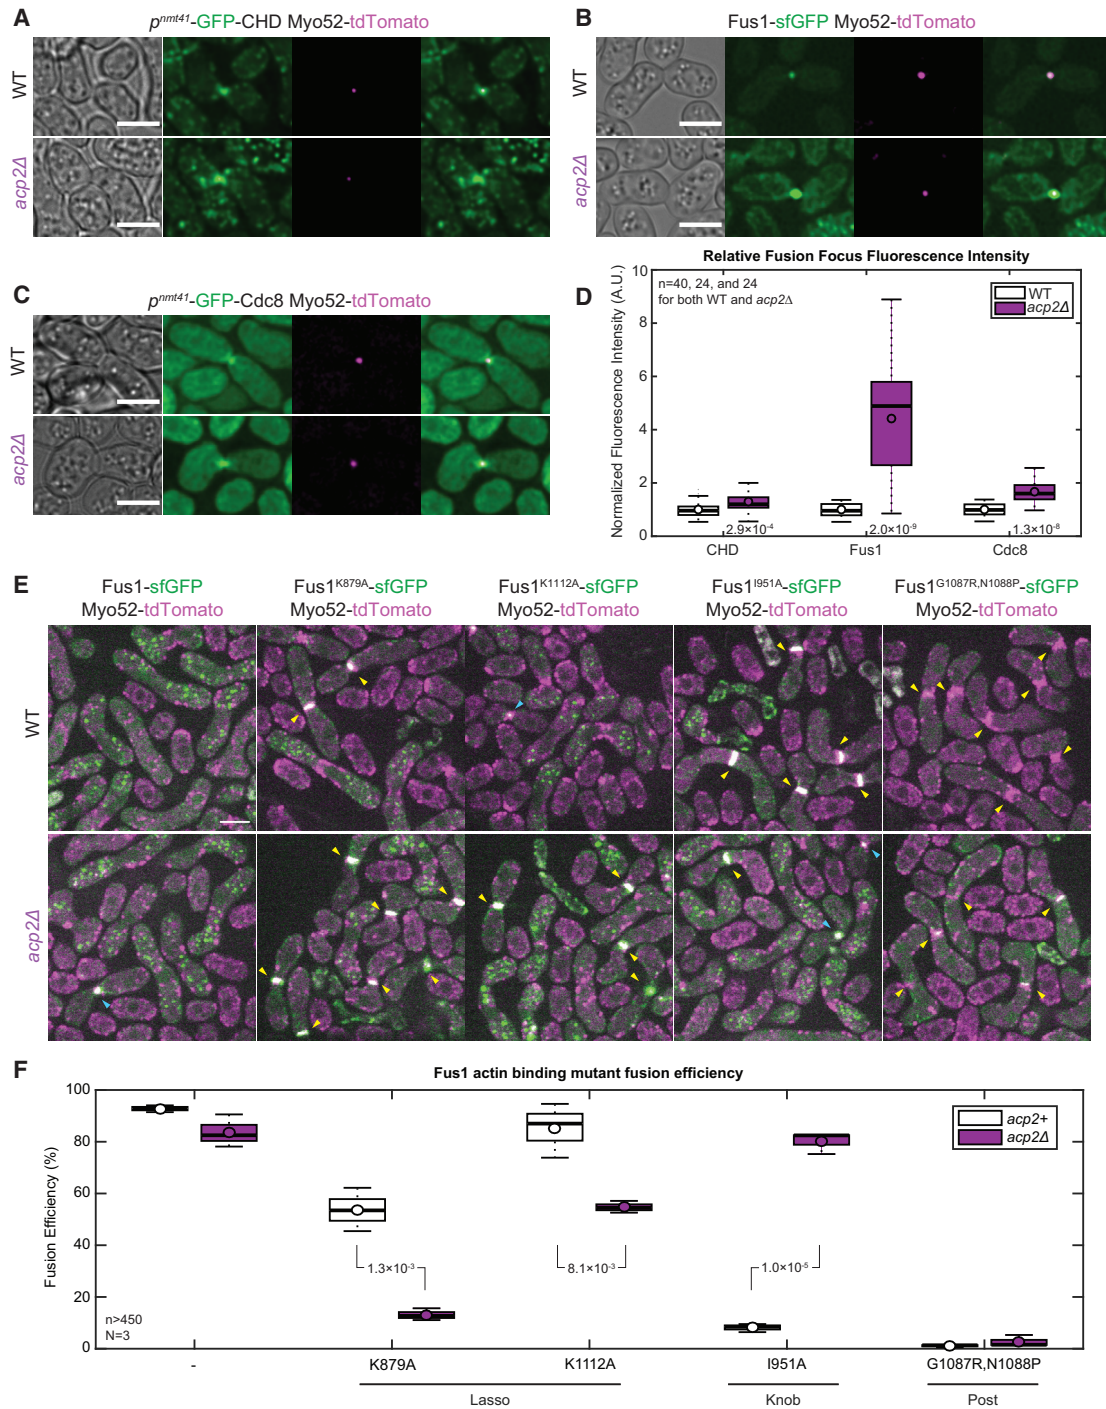 A
p^nmt41-GFP-CHD Myo52-tdTomato
WT
acp2Δ
B
Fus1-sfGFP Myo52-tdTomato
WT
acp2Δ
C
p^nmt41-GFP-Cdc8 Myo52-tdTomato
WT
acp2Δ
D
Relative Fusion Focus Fluorescence Intensity
Normalized Fluorescence Intensity (A.U.)
10
8
6
4
2
0
n=40, 24, and 24
for both WT and acp2Δ
WT
acp2Δ
2.9×10⁻⁴
2.0×10⁻⁹
1.3×10⁻⁸
CHD
Fus1
Cdc8
E
Fus1-sfGFP
Myo52-tdTomato
Fus1^K879A-sfGFP
Myo52-tdTomato
Fus1^K1112A-sfGFP
Myo52-tdTomato
Fus1^I951A-sfGFP
Myo52-tdTomato
Fus1^G1087R,N1088P-sfGFP
Myo52-tdTomato
WT
acp2Δ
F
Fus1 actin binding mutant fusion efficiency
Fusion Efficiency (%)
100
80
60
40
20
0
acp2+
acp2Δ
1.3×10⁻³
8.1×10⁻³
1.0×10⁻⁵
n>450
N=3
-
K879A
K1112A
I951A
G1087R,N1088P
Lasso
Knob
Post